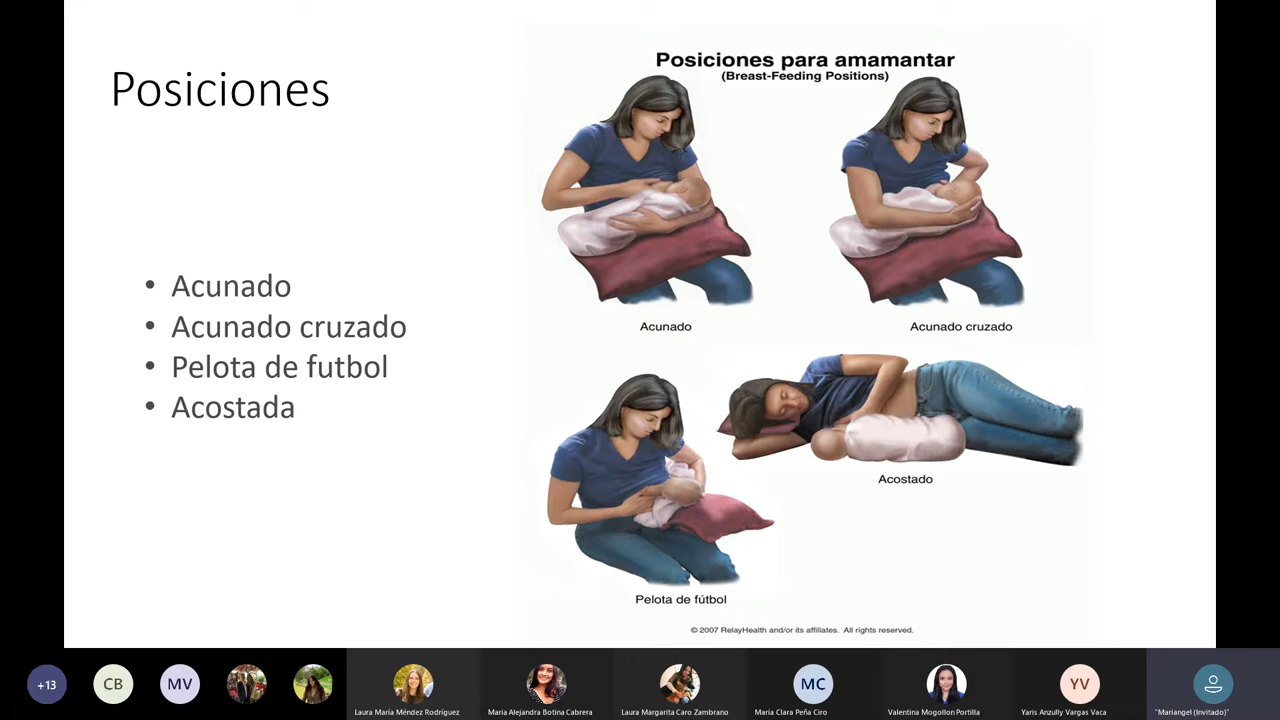 Posiciones
• Acunado
• Acunado cruzado
• Pelota de futbol
• Acostada
Posiciones para amamantar
(Breast-Feeding Positions)
Acunado
Acunado cruzado
Acostado
Pelota de fútbol
© 2007 RelayHealth and/or its affiliates. All rights reserved.
+13
CB
MV
Laura María Méndez Rodríguez
Maria Alejandra Botina Cabrera
Laura Margarita Caro Zambrano
MC
María Clara Peña Ciro
Valentina Mogollon Portilla
YV
Yaris Anzully Vargas Vaca
"Mariangel (Invitado)"